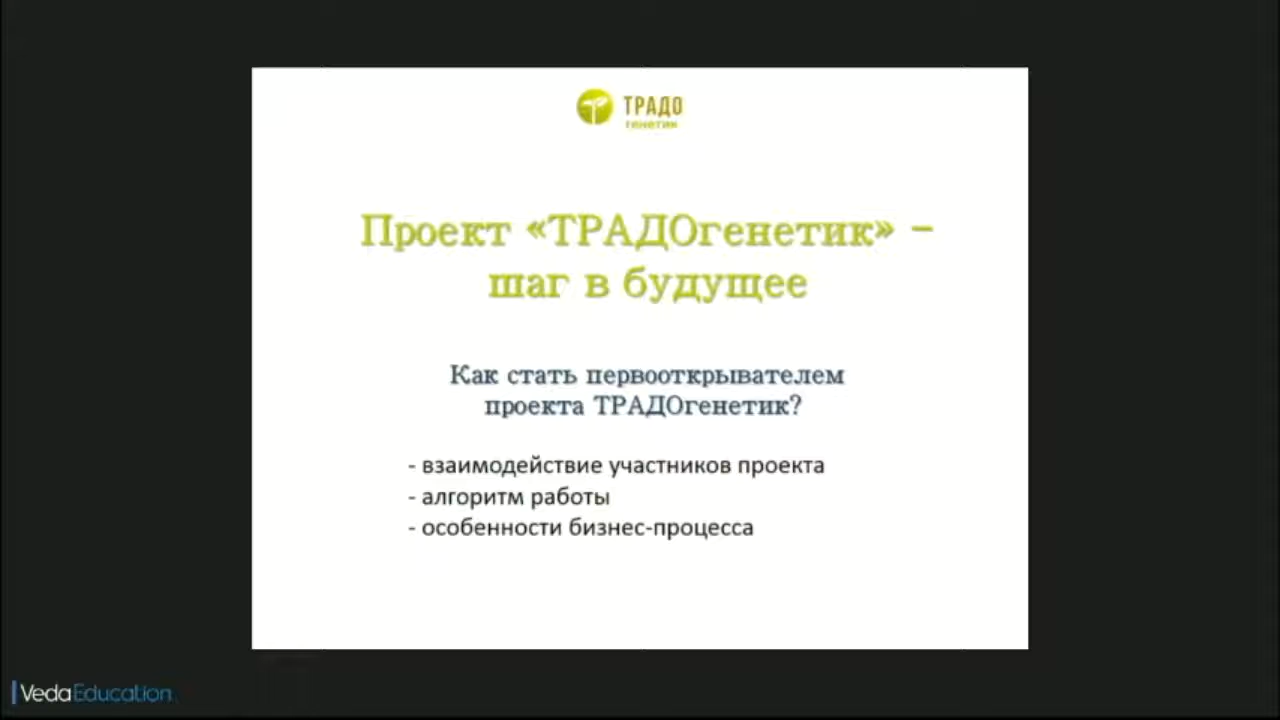 ТРАДО
генетик
Проект «ТРАДОгенетик» –
шаг в будущее
Как стать первооткрывателем
проекта ТРАДОгенетик?
- взаимодействие участников проекта
- алгоритм работы
- особенности бизнес-процесса
VedaEducation